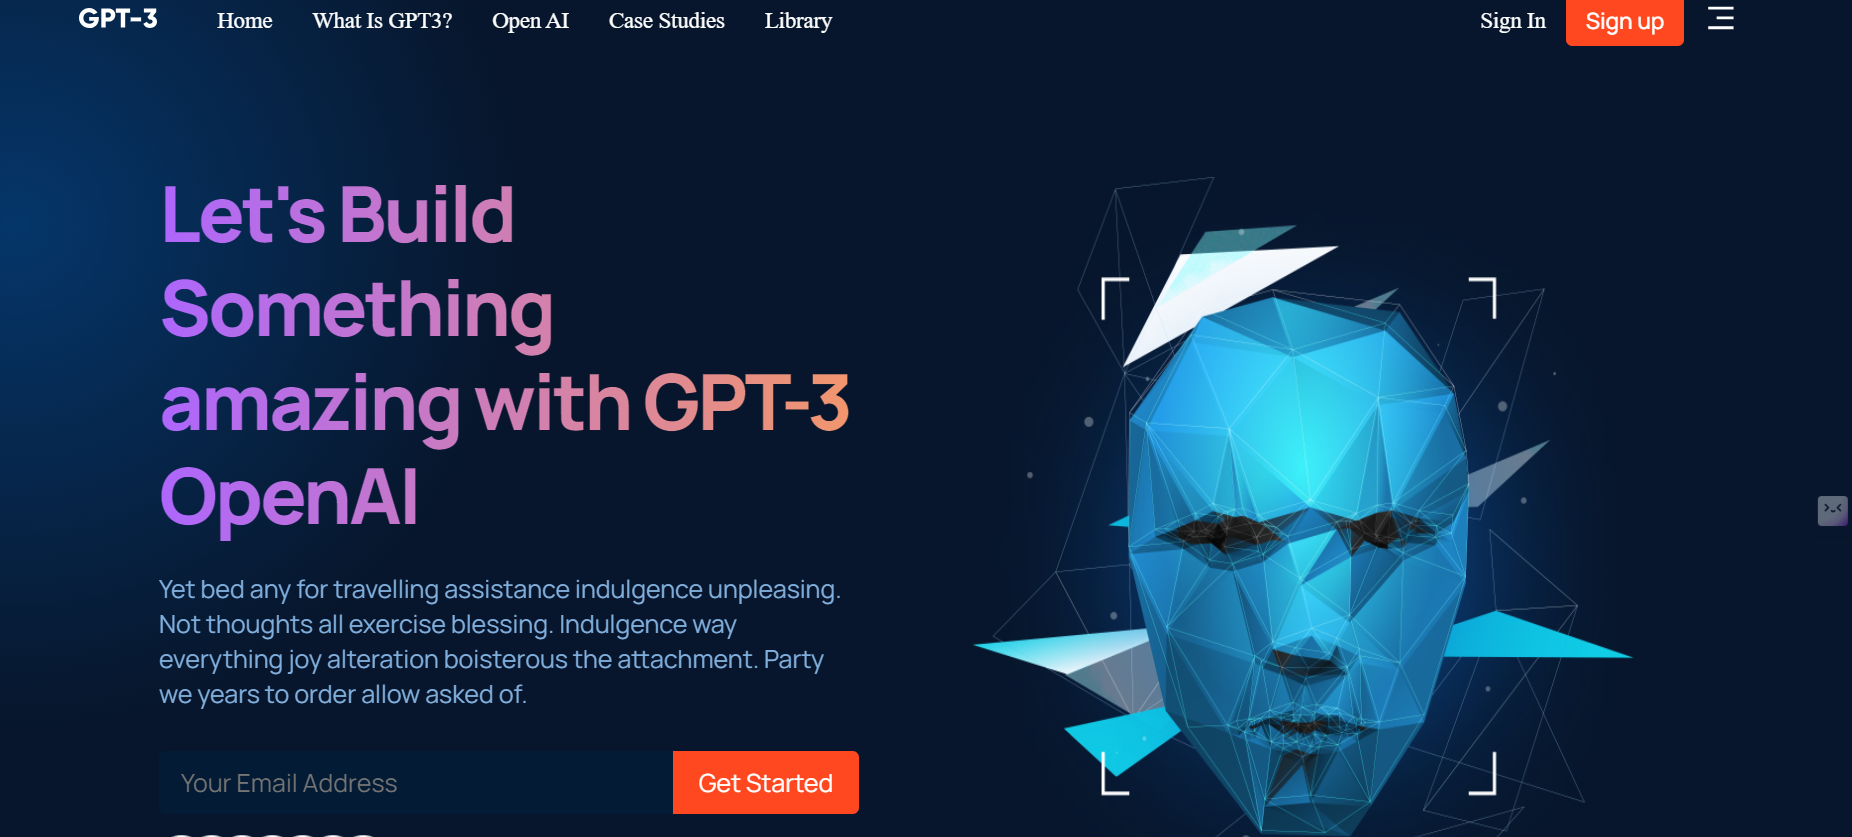 GPT-3 Home What Is GPT3? Open AI Case Studies Library Sign In Sign up
Let's Build
Something
amazing with GPT-3
OpenAI
Yet bed any for travelling assistance indulgence unpleasing.
Not thoughts all exercise blessing. Indulgence way
everything joy alteration boisterous the attachment. Party
we years to order allow asked of.
Your Email Address Get Started